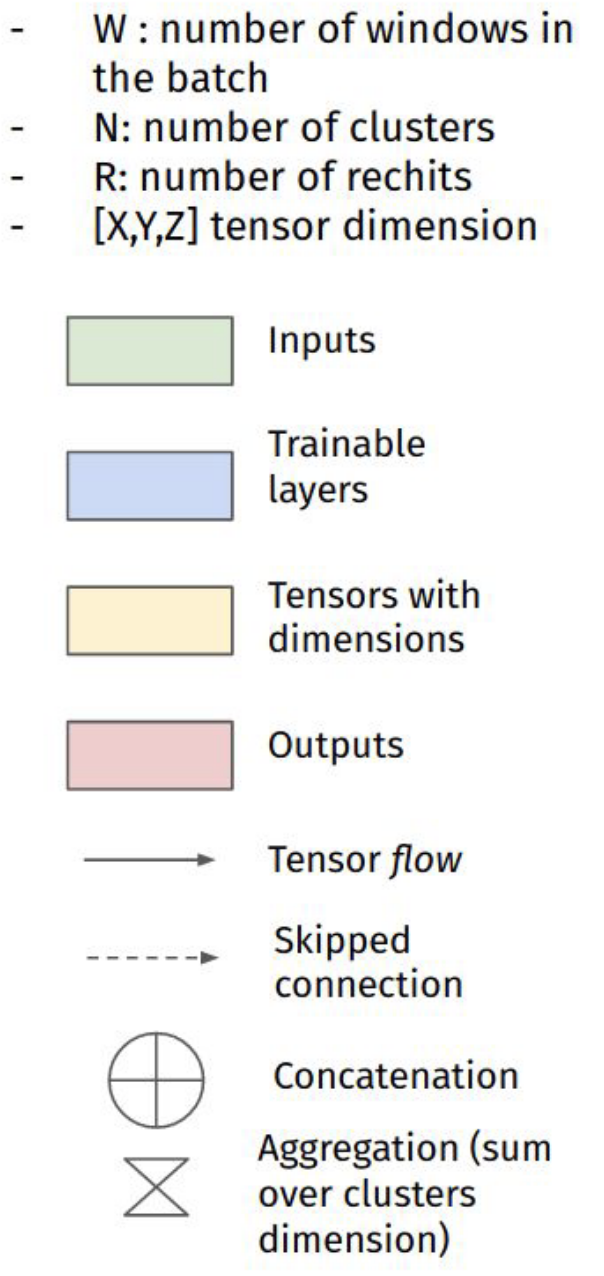 - W : number of windows in
the batch
- N: number of clusters
- R: number of rechits
- [X,Y,Z] tensor dimension
Inputs
Trainable
layers
Tensors with
dimensions
Outputs
Tensor flow
Skipped
connection
Concatenation
Aggregation (sum
over clusters
dimension)